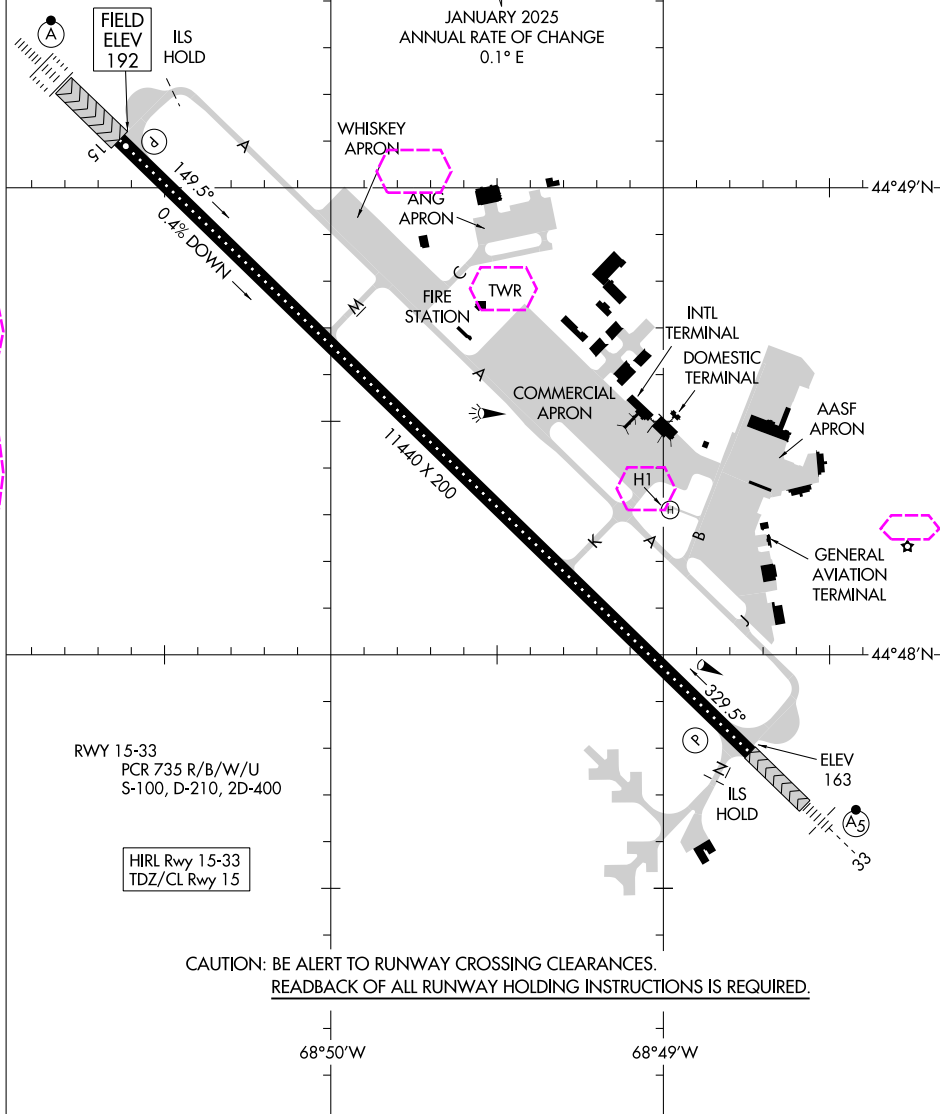 JANUARY 2025
ANNUAL RATE OF CHANGE
0.1° E
A
FIELD
ELEV
192
ILS
HOLD
15
P
A
WHISKEY
APRON
149.5°
0.4% DOWN
ANG
APRON
44°49'N
C
TWR
M
FIRE
STATION
INTL
TERMINAL
DOMESTIC
TERMINAL
A
COMMERCIAL
APRON
AASF
APRON
11440 X 200
H1
H
K
A
B
GENERAL
AVIATION
TERMINAL
J
44°48'N
329.5°
P
RWY 15-33
PCR 735 R/B/W/U
S-100, D-210, 2D-400
N
ILS
HOLD
ELEV
163
A5
33
HIRL Rwy 15-33
TDZ/CL Rwy 15
CAUTION: BE ALERT TO RUNWAY CROSSING CLEARANCES.
READBACK OF ALL RUNWAY HOLDING INSTRUCTIONS IS REQUIRED.
68°50'W
68°49'W